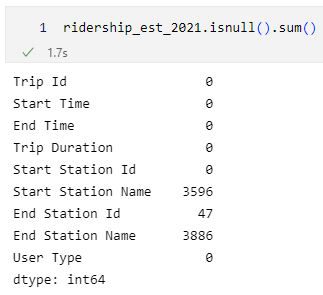 1 ridership_est_2021.isnull().sum()
✓ 1.7s
Trip Id 0
Start Time 0
End Time 0
Trip Duration 0
Start Station Id 0
Start Station Name 3596
End Station Id 47
End Station Name 3886
User Type 0
dtype: int64